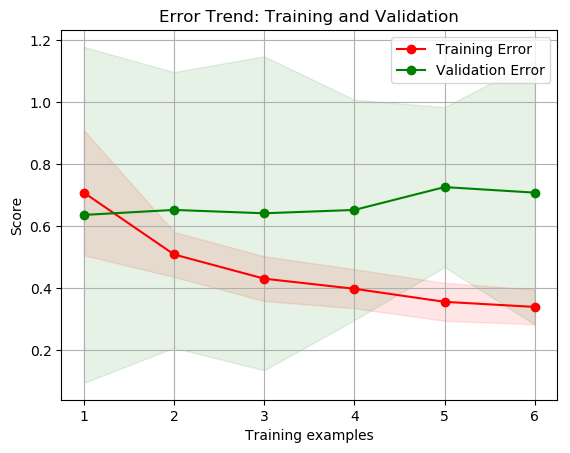 Error Trend: Training and Validation
Training Error
Validation Error
Score
1.2
1.0
0.8
0.6
0.4
0.2
1 2 3 4 5 6
Training examples